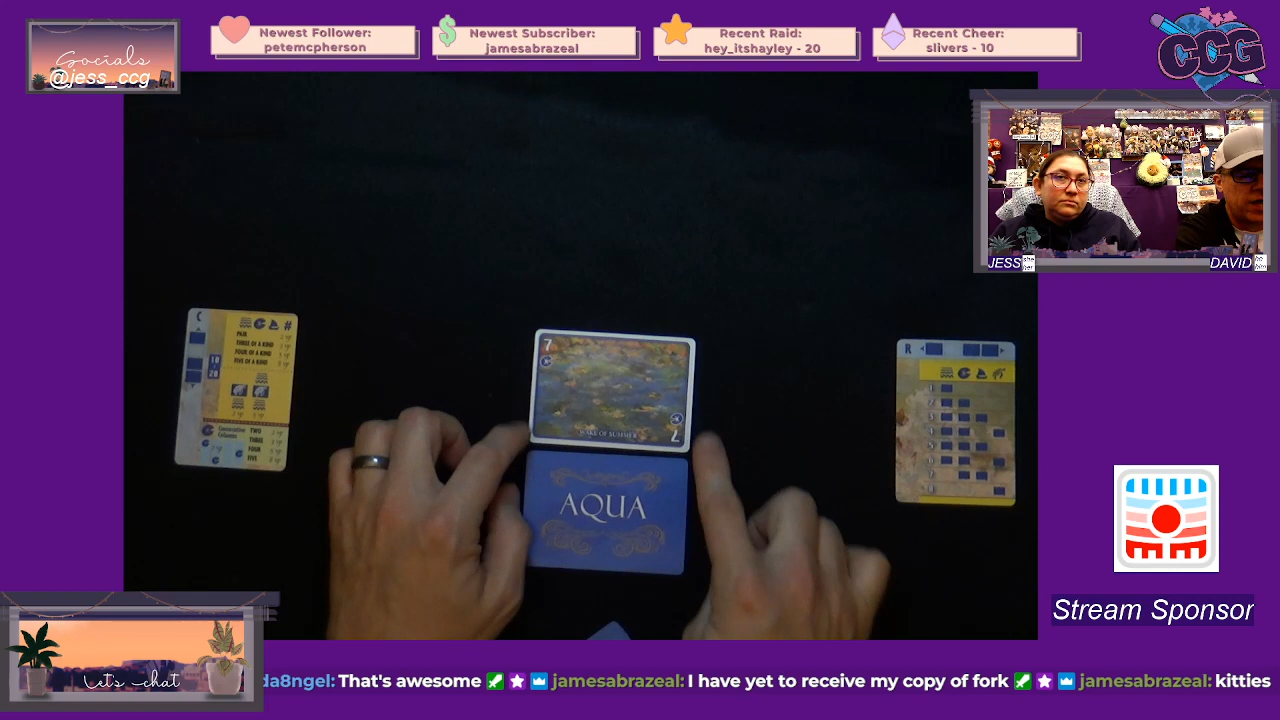 Socials
@jess_ccg
Newest Follower:
petemcpherson
Newest Subscriber:
jamesabrazeal
Recent Raid:
hey_itshayley - 20
Recent Cheer:
slivers - 10
CCG
JESS
DAVID
C
#
PAIR
THREE OF A KIND
FOUR OF A KIND
FIVE OF A KIND
Consecutive
Columns
TWO
THREE
FOUR
FIVE
7
WAKE OF SUMMER
7
AQUA
R
Stream Sponsor
Let's chat
da8ngel: That's awesome jamesabrazeal: I have yet to receive my copy of fork jamesabrazeal: kitties